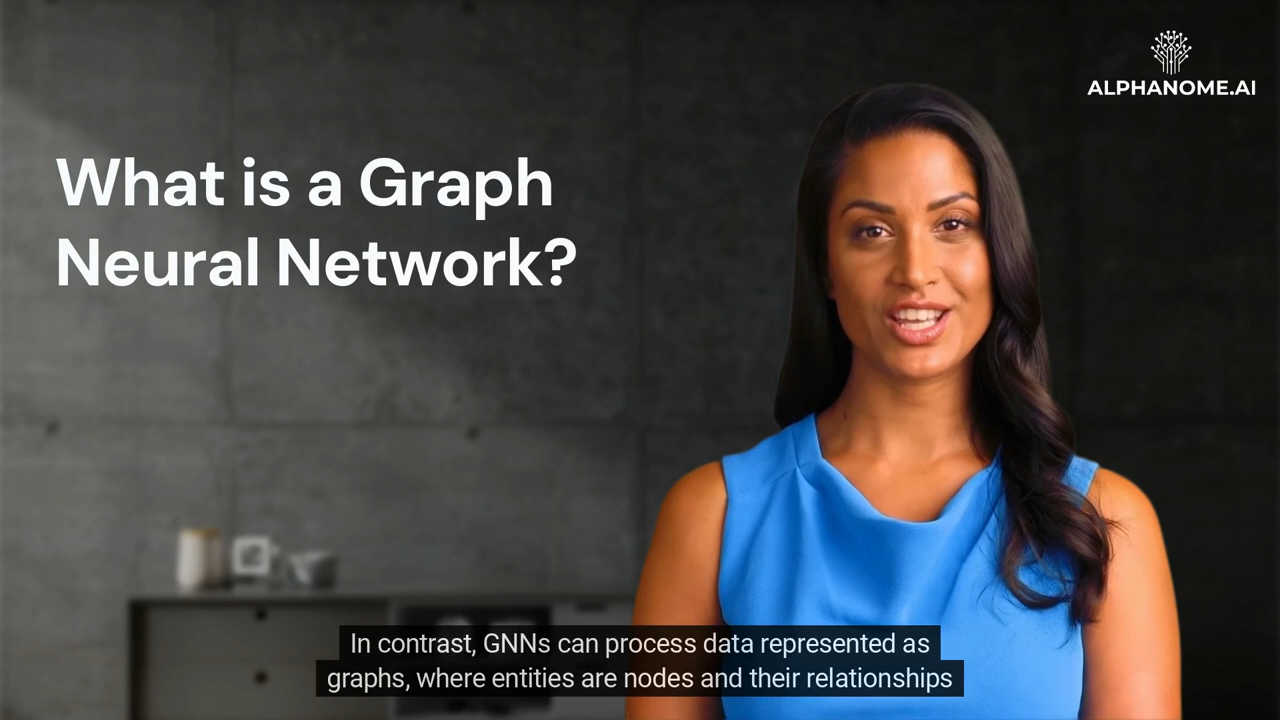 ALPHANOME.AI
What is a Graph
Neural Network?
In contrast, GNNs can process data represented as
graphs, where entities are nodes and their relationships